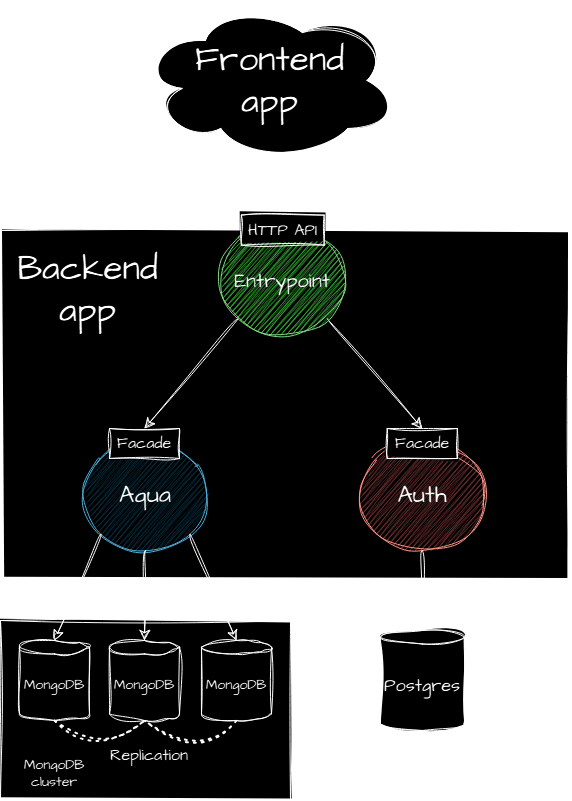 Frontend
app
HTTP API
Entrypoint
Backend
app
Facade
Facade
Aqua
Auth
MongoDB
MongoDB
MongoDB
Postgres
Replication
MongoDB
cluster